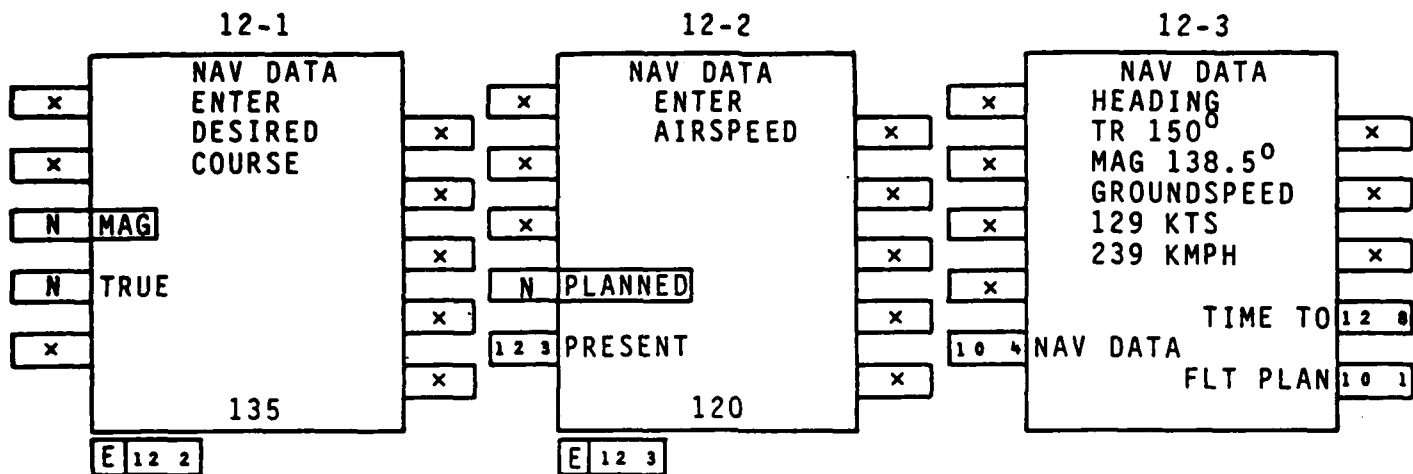 12-1
NAV DATA
× ENTER
DESIRED ×
× COURSE
×
N MAG
×
N TRUE
×
×
×
135
E 12 2
12-2
NAV DATA
× ENTER
AIRSPEED ×
×
×
×
×
N PLANNED
×
12 3 PRESENT
×
120
E 12 3
12-3
NAV DATA
× HEADING
TR 150° ×
× MAG 138.5°
GROUNDSPEED ×
× 129 KTS
239 KMPH ×
×
TIME TO 12 8
10 4 NAV DATA
FLT PLAN 10 1